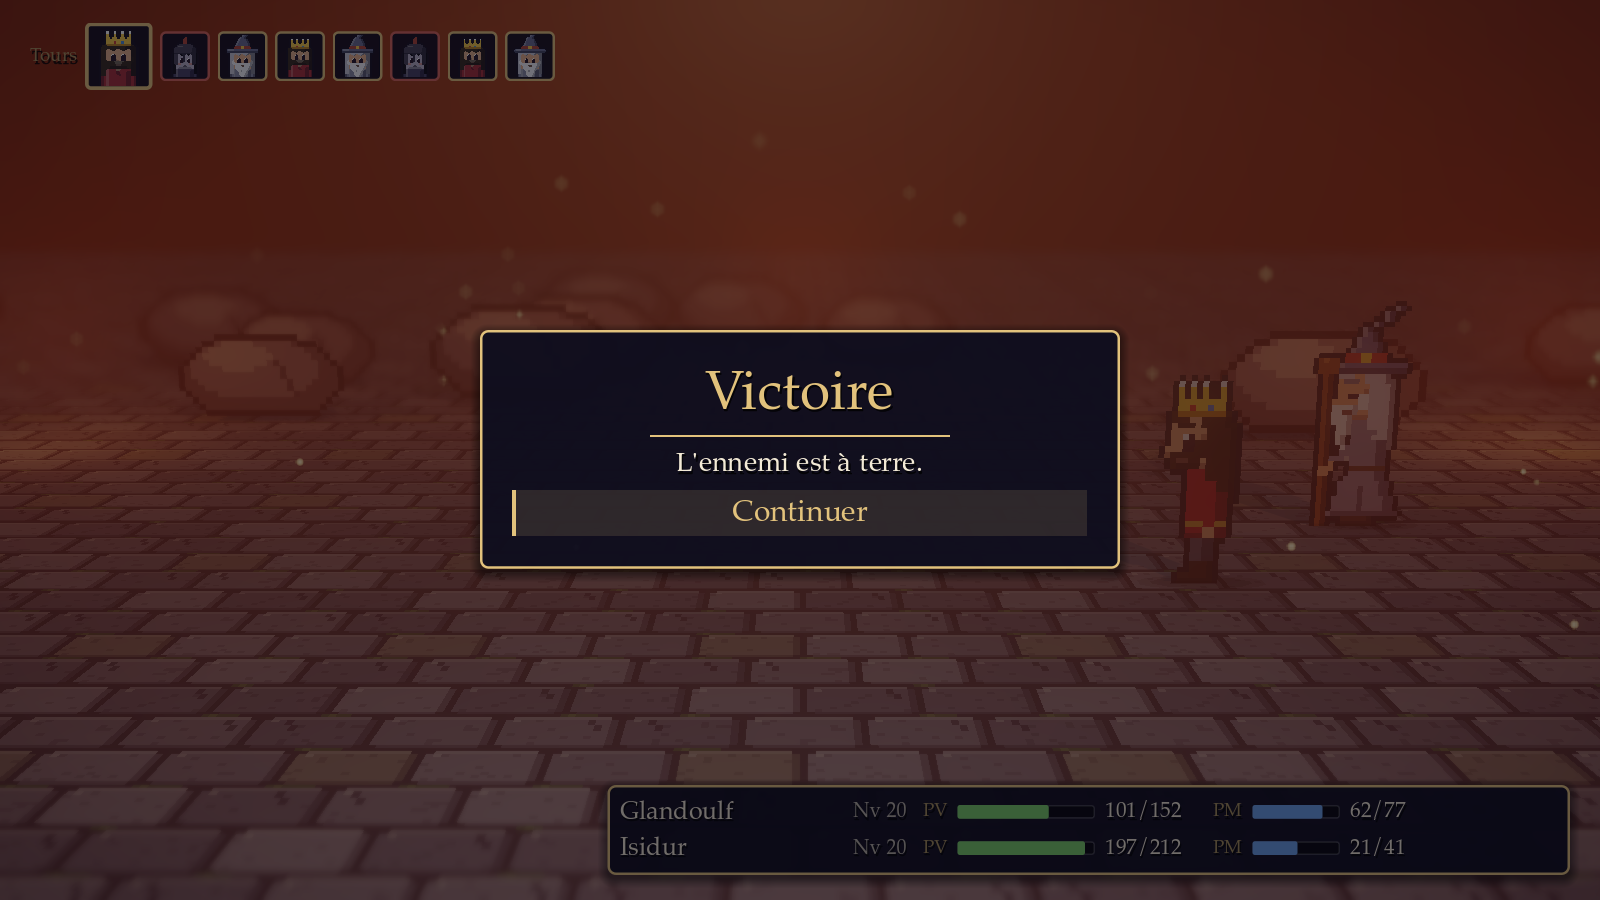 Tours
Victoire
L'ennemi est à terre.
Continuer
Glandoulf Nv 20 PV 101/152 PM 62/77
Isidur Nv 20 PV 197/212 PM 21/41